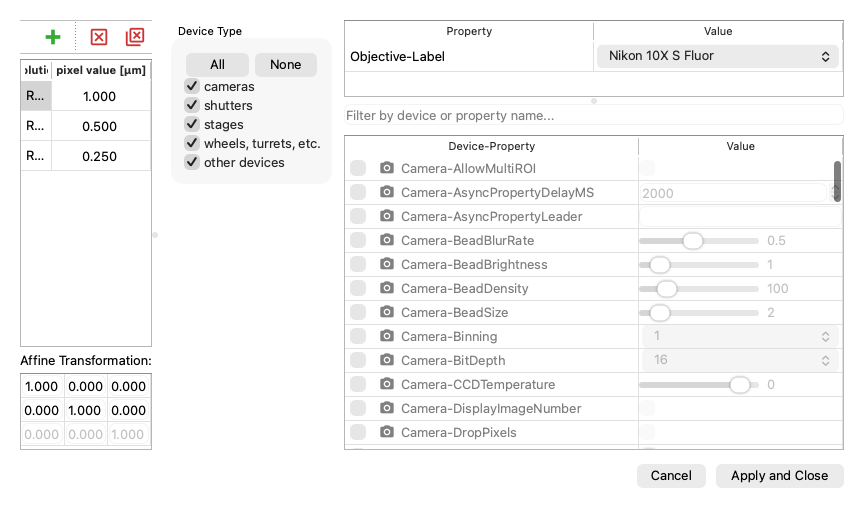 pixel value [µm]
R... 1.000
R... 0.500
R... 0.250
Affine Transformation:
1.000 0.000 0.000
0.000 1.000 0.000
0.000 0.000 1.000
Device Type
All None
cameras
shutters
stages
wheels, turrets, etc.
other devices
Property Value
Objective-Label Nikon 10X S Fluor
Filter by device or property name...
Device-Property Value
Camera-AllowMultiROI
Camera-AsyncPropertyDelayMS 2000
Camera-AsyncPropertyLeader
Camera-BeadBlurRate 0.5
Camera-BeadBrightness 1
Camera-BeadDensity 100
Camera-BeadSize 2
Camera-Binning 1
Camera-BitDepth 16
Camera-CCDTemperature 0
Camera-DisplayImageNumber
Camera-DropPixels
Cancel Apply and Close